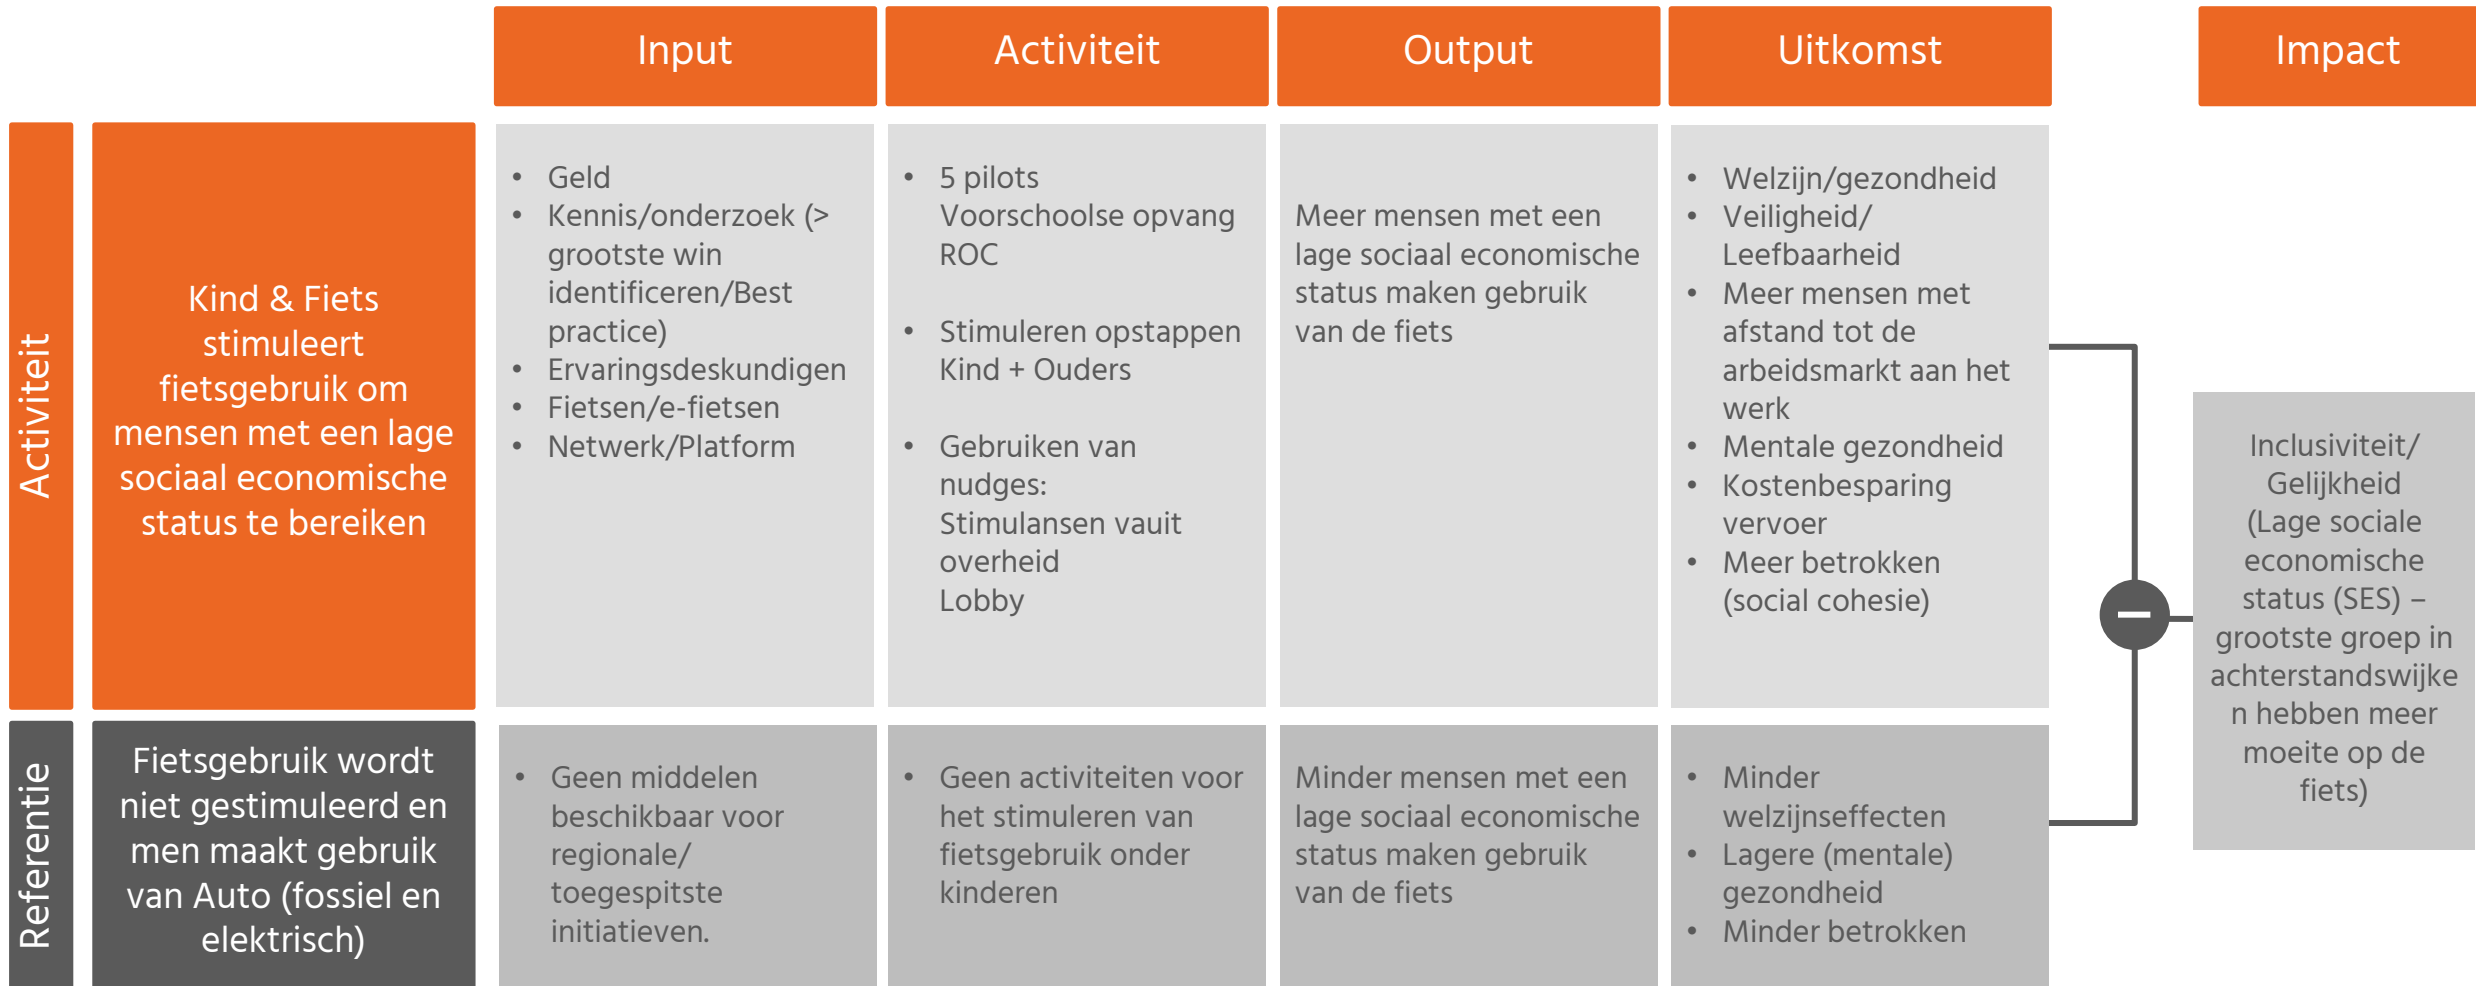 Input
Activiteit
Output
Uitkomst
Impact
Activiteit
Kind & Fiets
stimuleert
fietsgebruik om
mensen met een lage
sociaal economische
status te bereiken
• Geld
• Kennis/onderzoek (>
grootste win
identificeren/Best
practice)
• Ervaringsdeskundigen
• Fietsen/e-fietsen
• Netwerk/Platform
• 5 pilots
Voorschoolse opvang
ROC
• Stimuleren opstappen
Kind + Ouders
• Gebruiken van
nudges:
Stimulansen vauit
overheid
Lobby
Meer mensen met een
lage sociaal economische
status maken gebruik
van de fiets
• Welzijn/gezondheid
• Veiligheid/
Leefbaarheid
• Meer mensen met
afstand tot de
arbeidsmarkt aan het
werk
• Mentale gezondheid
• Kostenbesparing
vervoer
• Meer betrokken
(social cohesie)
Inclusiviteit/
Gelijkheid
(Lage sociale
economische
status (SES) –
grootste groep in
achterstandswijke
n hebben meer
moeite op de
fiets)
Referentie
Fietsgebruik wordt
niet gestimuleerd en
men maakt gebruik
van Auto (fossiel en
elektrisch)
• Geen middelen
beschikbaar voor
regionale/
toegespitste
initiatieven.
• Geen activiteiten voor
het stimuleren van
fietsgebruik onder
kinderen
Minder mensen met een
lage sociaal economische
status maken gebruik
van de fiets
• Minder
welzijnseffecten
• Lagere (mentale)
gezondheid
• Minder betrokken